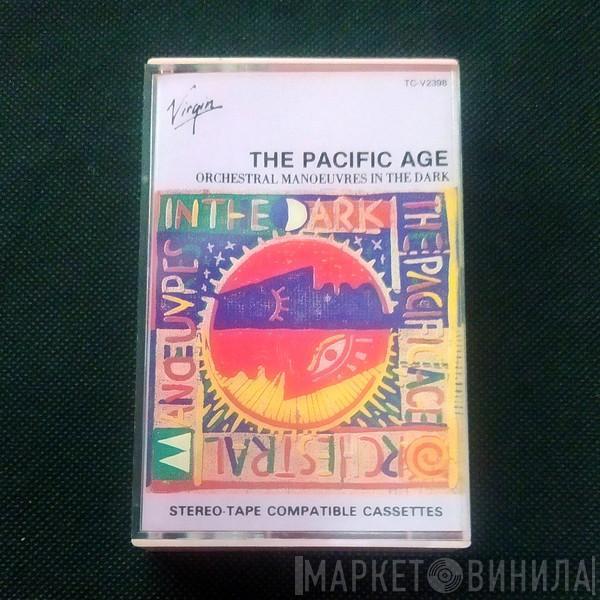 TC-V2398
Virgin
THE PACIFIC AGE
ORCHESTRAL MANOEUVRES IN THE DARK
IN THE DARK
THE PACIFIC AGE
ORCHESTRAL
MANŒUVRES
STEREO-TAPE COMPATIBLE CASSETTES
МАРКЕТ ВИНИЛА